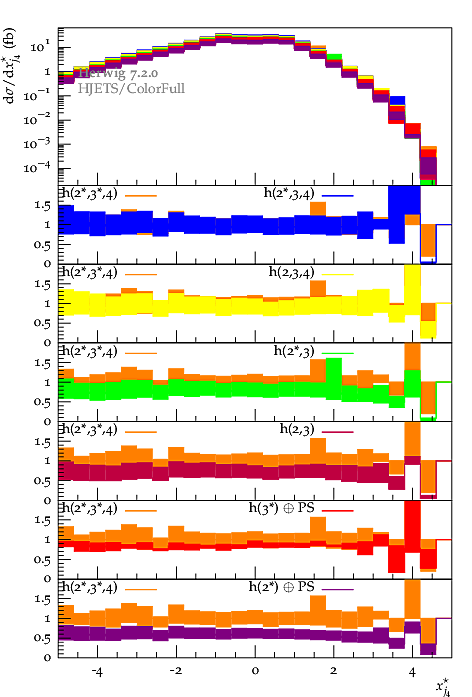 dσ/dx*j4 (fb)
10^1
1
10^−1
10^−2
10^−3
10^−4
Herwig 7.2.0
HJETS/ColorFull
h(2*,3*,4) h(2*,3,4)
1.5
1
0.5
0
h(2*,3*,4) h(2,3,4)
1.5
1
0.5
0
h(2*,3*,4) h(2*,3)
1.5
1
0.5
0
h(2*,3*,4) h(2,3)
1.5
1
0.5
0
h(2*,3*,4) h(3*) ⊕ PS
1.5
1
0.5
0
h(2*,3*,4) h(2*) ⊕ PS
1.5
1
0.5
0
-4 -2 0 2 4
x*j4